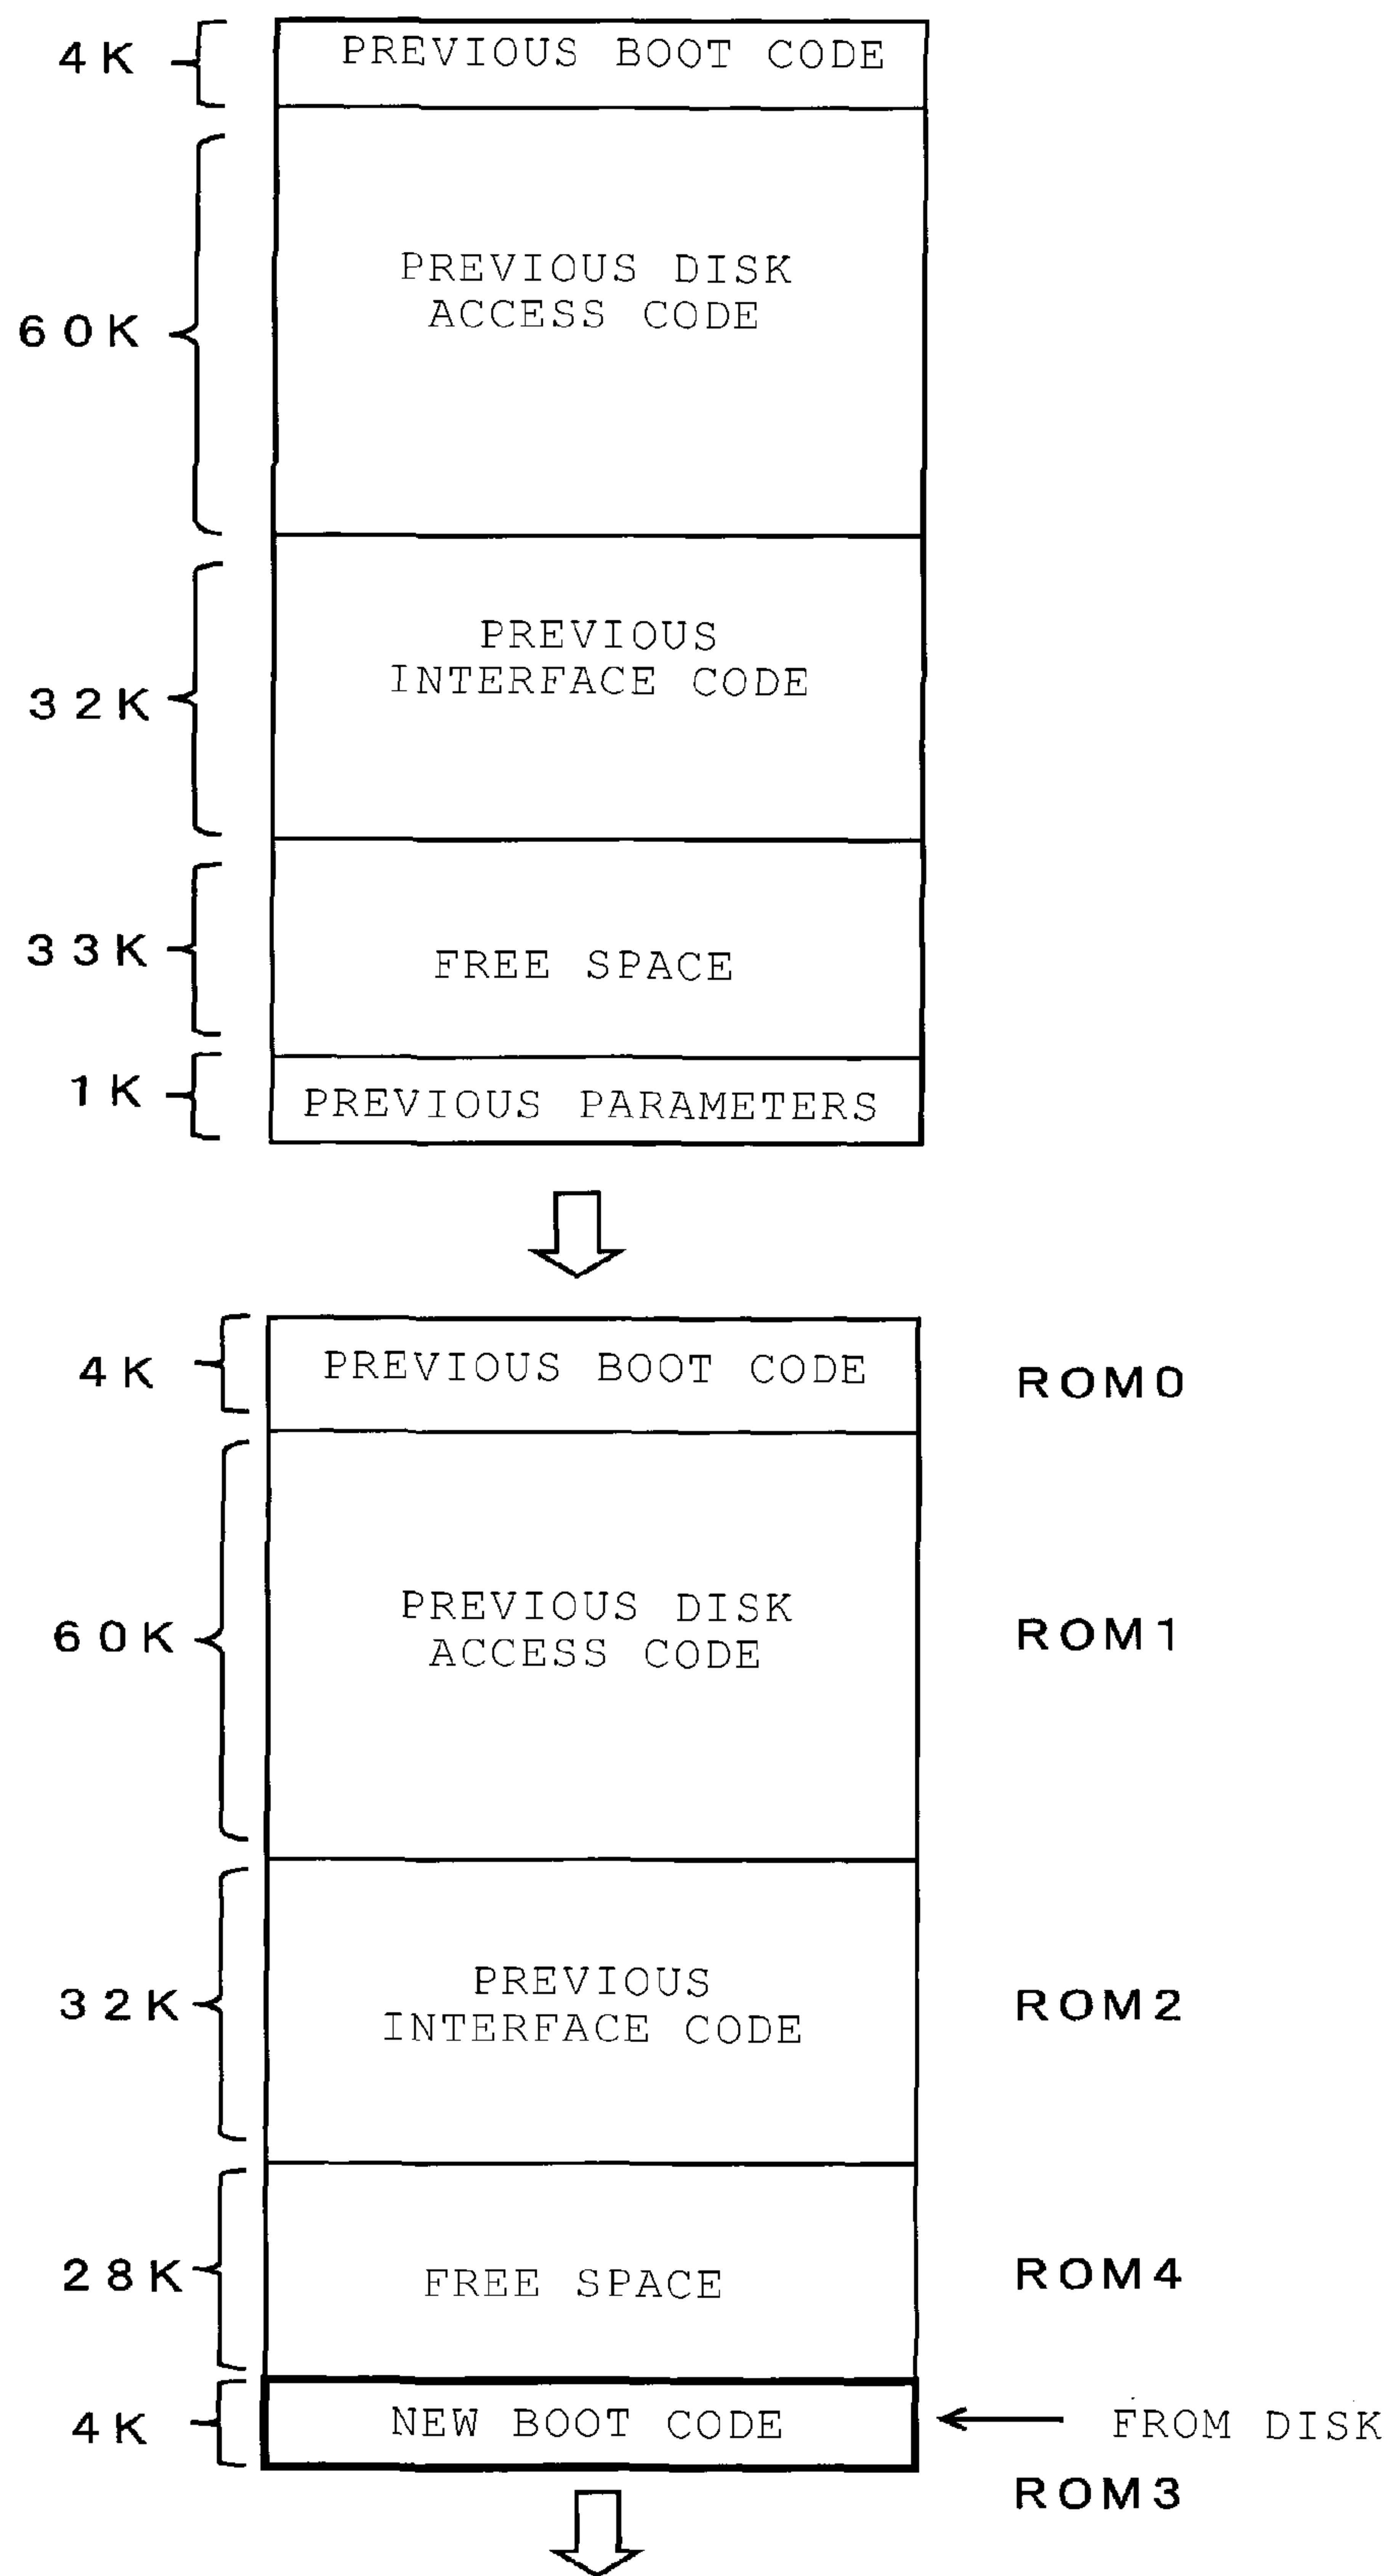 4K PREVIOUS BOOT CODE
60K PREVIOUS DISK
ACCESS CODE
32K PREVIOUS
INTERFACE CODE
33K FREE SPACE
1K PREVIOUS PARAMETERS
4K PREVIOUS BOOT CODE ROM0
60K PREVIOUS DISK
ACCESS CODE ROM1
32K PREVIOUS
INTERFACE CODE ROM2
28K FREE SPACE ROM4
4K NEW BOOT CODE FROM DISK
ROM3